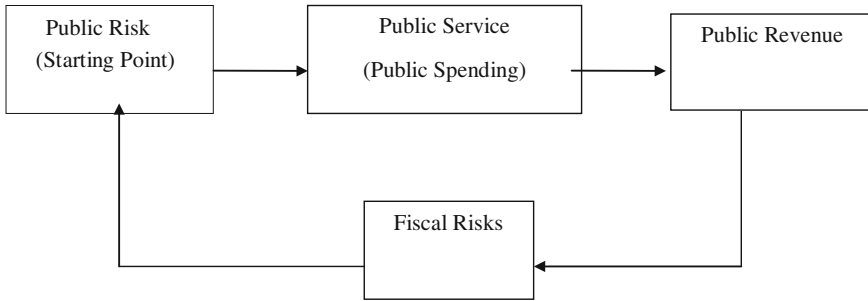 Public Risk
(Starting Point)
Public Service
(Public Spending)
Public Revenue
Fiscal Risks